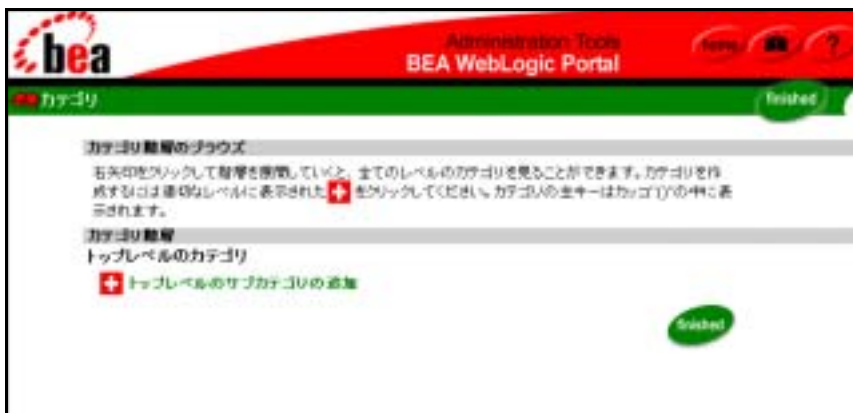 bea
Administration Tools
BEA WebLogic Portal
home
?
カテゴリ
finished
カテゴリ階層のブラウズ
右矢印をクリックして階層を展開していくと、全てのレベルのカテゴリを見ることができます。カテゴリを作
成するには適切なレベルに表示された をクリックしてください。カテゴリの主キーはカッコ'()'の中に表
示されます。
カテゴリ階層
トップレベルのカテゴリ
トップレベルのサブカテゴリの追加
finished